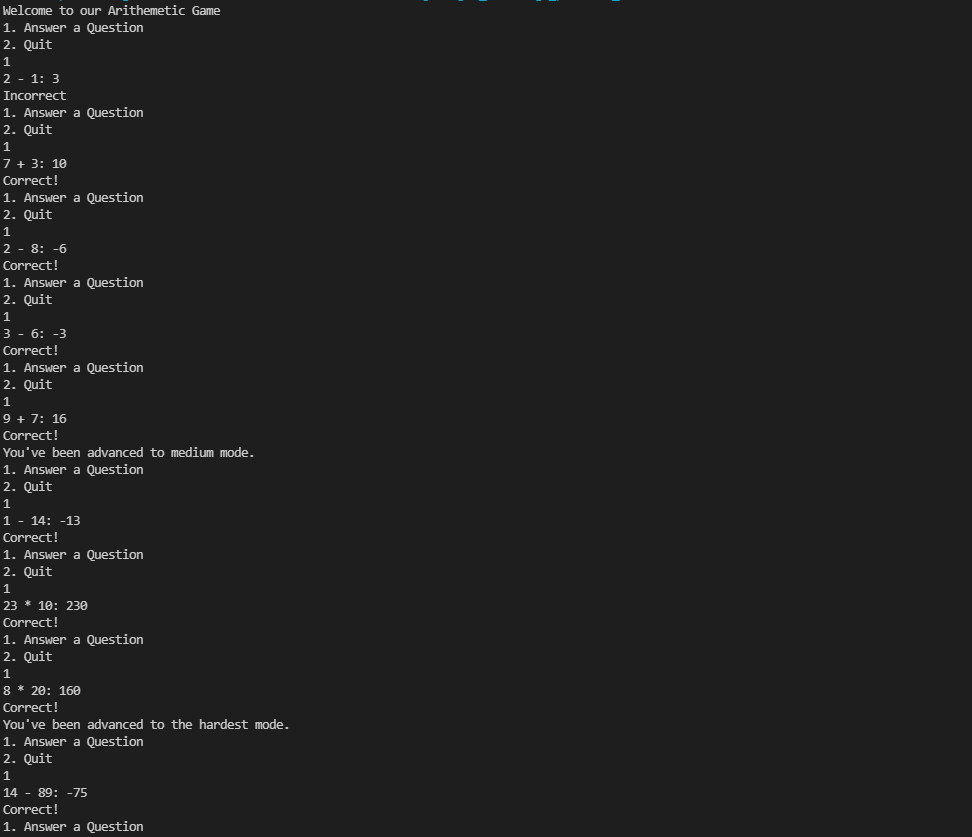 Welcome to our Arithemetic Game
1. Answer a Question
2. Quit
1
2 - 1: 3
Incorrect
1. Answer a Question
2. Quit
1
7 + 3: 10
Correct!
1. Answer a Question
2. Quit
1
2 - 8: -6
Correct!
1. Answer a Question
2. Quit
1
3 - 6: -3
Correct!
1. Answer a Question
2. Quit
1
9 + 7: 16
Correct!
You've been advanced to medium mode.
1. Answer a Question
2. Quit
1
1 - 14: -13
Correct!
1. Answer a Question
2. Quit
1
23 * 10: 230
Correct!
1. Answer a Question
2. Quit
1
8 * 20: 160
Correct!
You've been advanced to the hardest mode.
1. Answer a Question
2. Quit
1
14 - 89: -75
Correct!
1. Answer a Question